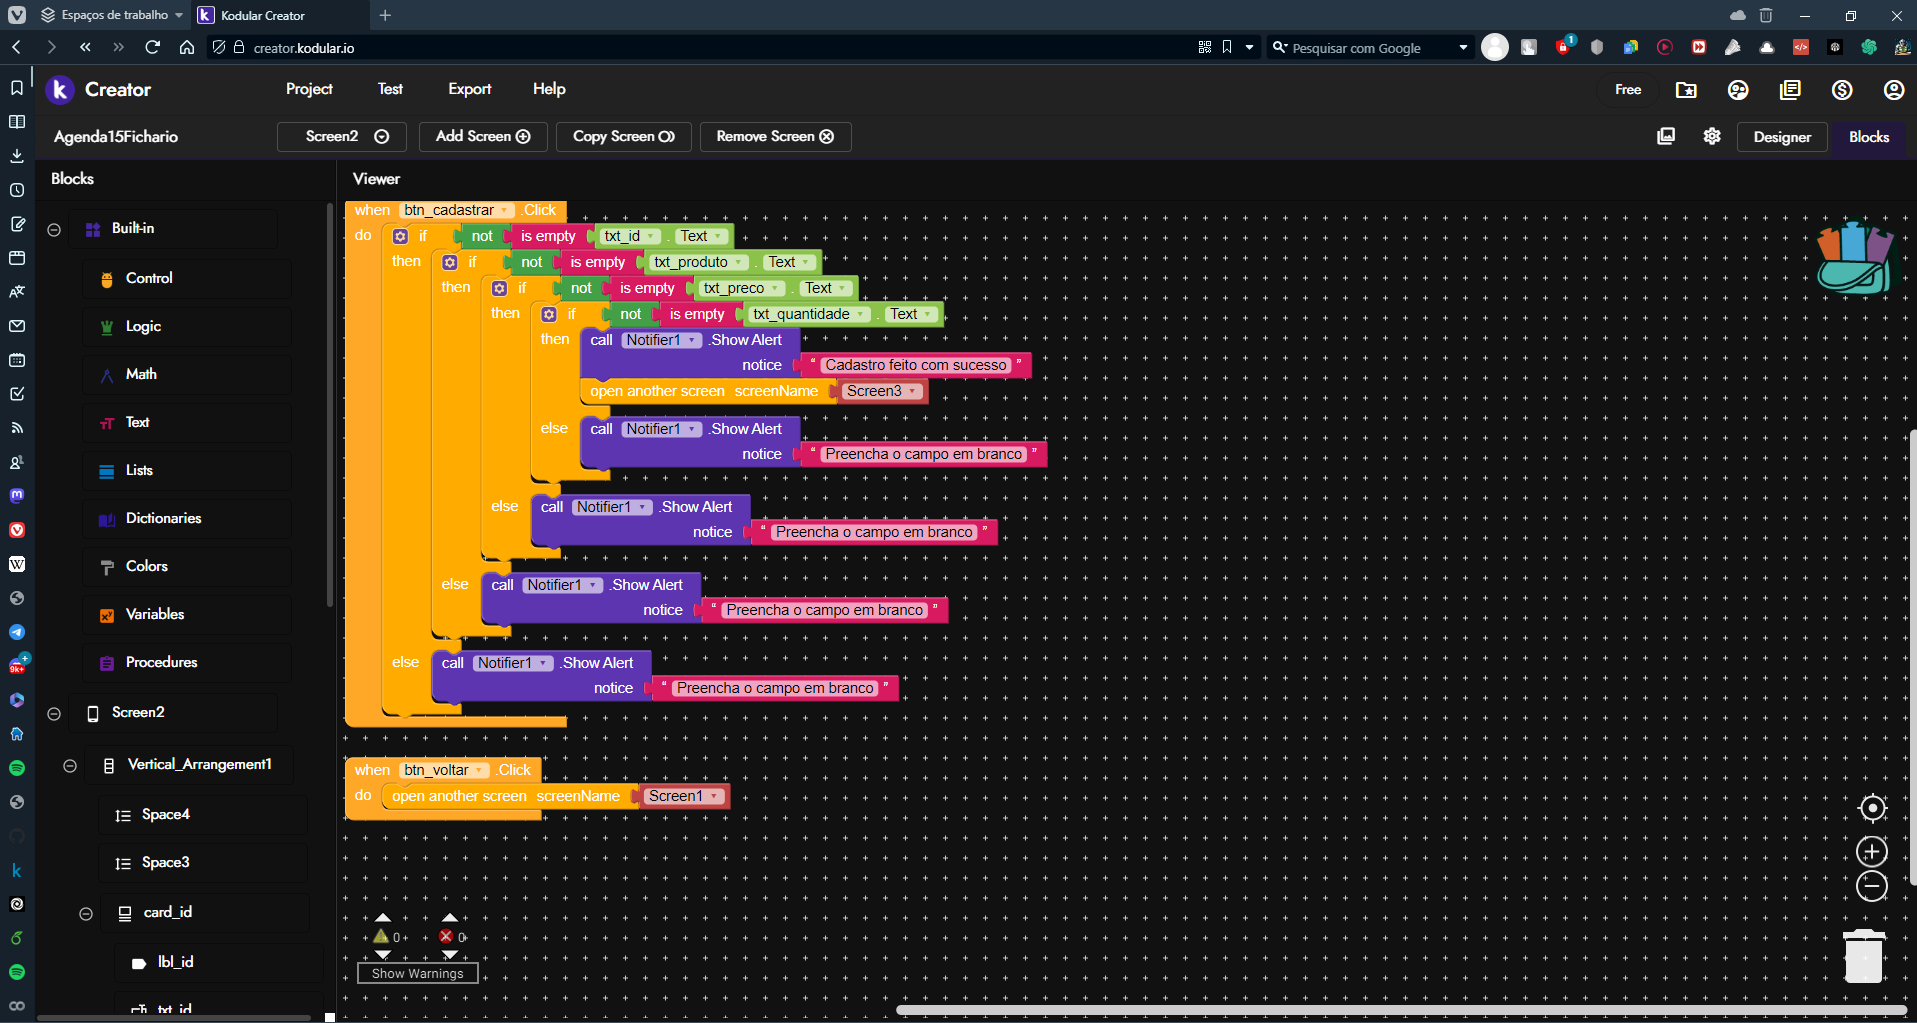 Espaços de trabalho
Kodular Creator
creator.kodular.io
Pesquisar com Google
1
k Creator
Project
Test
Export
Help
Free
Agenda15Fichario
Screen2
Add Screen
Copy Screen
Remove Screen
Designer
Blocks
Blocks
Built-in
Control
Logic
Math
Text
Lists
Dictionaries
Colors
Variables
Procedures
Screen2
Vertical_Arrangement1
Space4
Space3
card_id
lbl_id
txt_id
Viewer
when btn_cadastrar .Click
do if not is empty txt_id . Text
then if not is empty txt_produto . Text
then if not is empty txt_preco . Text
then if not is empty txt_quantidade . Text
then call Notifier1 .Show Alert
notice “ Cadastro feito com sucesso ”
open another screen screenName Screen3
else call Notifier1 .Show Alert
notice “ Preencha o campo em branco ”
else call Notifier1 .Show Alert
notice “ Preencha o campo em branco ”
else call Notifier1 .Show Alert
notice “ Preencha o campo em branco ”
else call Notifier1 .Show Alert
notice “ Preencha o campo em branco ”
when btn_voltar .Click
do open another screen screenName Screen1
0
0
Show Warnings
9K+